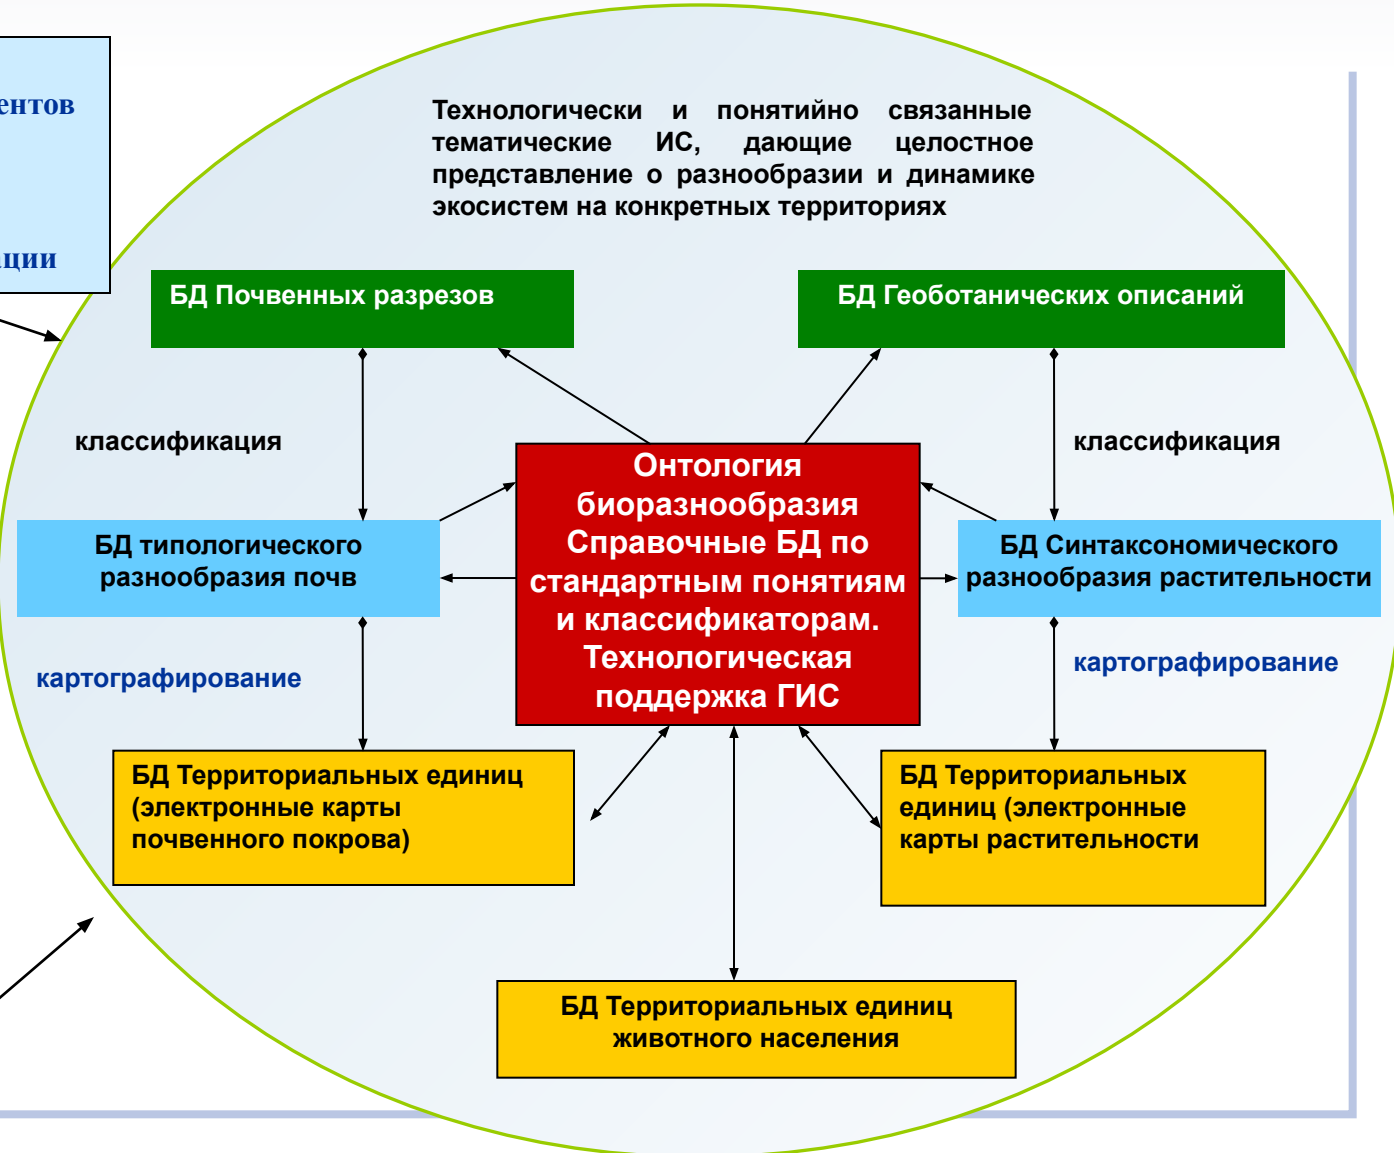 Технологически и понятийно связанные
тематические ИС, дающие целостное
представление о разнообразии и динамике
экосистем на конкретных территориях
БД Почвенных разрезов
БД Геоботанических описаний
классификация
классификация
Онтология
биоразнообразия
Справочные БД по
стандартным понятиям
и классификаторам.
Технологическая
поддержка ГИС
БД типологического
разнообразия почв
БД Синтаксономического
разнообразия растительности
картографирование
картографирование
БД Территориальных единиц
(электронные карты
почвенного покрова)
БД Территориальных
единиц (электронные
карты растительности
БД Территориальных единиц
животного населения